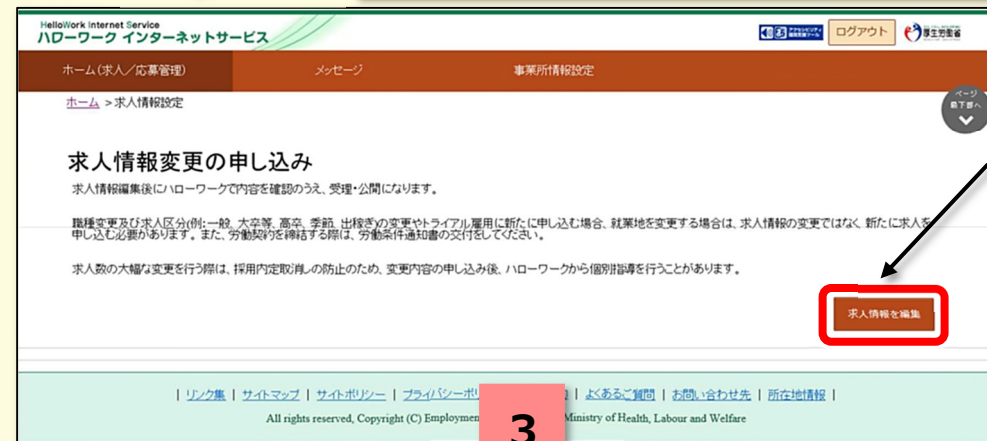 HelloWork Internet Service
ハローワーク インターネットサービス
ログアウト
厚生労働省
ホーム(求人/応募管理) メッセージ 事業所情報設定
ホーム >求人情報設定
ページ
最下部へ
求人情報変更の申し込み
求人情報編集後にハローワークで内容を確認のうえ、受理・公開になります。
職種変更及び求人区分(例:一般、大卒等、高卒、季節、出稼ぎ)の変更やトライアル雇用に新たに申し込む場合、就業地を変更する場合は、求人情報の変更ではなく、新たに求人を
申し込む必要があります。また、労働契約を締結する際は、労働条件通知書の交付をしてください。
求人数の大幅な変更を行う際は、採用内定取消しの防止のため、変更内容の申し込み後、ハローワークから個別指導を行うことがあります。
求人情報を編集
| リンク集 | サイトマップ | サイトポリシー | プライバシーポリ | よくあるご質問 | お問い合わせ先 | 所在地情報 |
All rights reserved, Copyright (C) Employmen Ministry of Health, Labour and Welfare
3